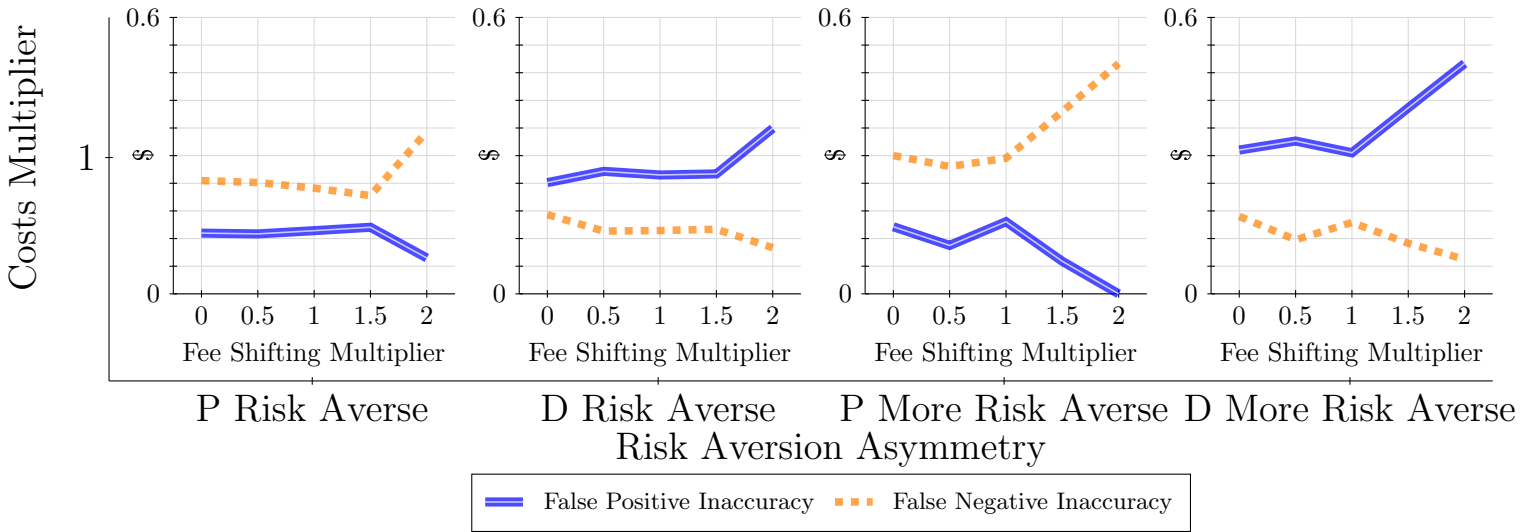 Costs Multiplier
1
0.6
$
0
0 0.5 1 1.5 2
Fee Shifting Multiplier
0.6
$
0
0 0.5 1 1.5 2
Fee Shifting Multiplier
0.6
$
0
0 0.5 1 1.5 2
Fee Shifting Multiplier
0.6
$
0
0 0.5 1 1.5 2
Fee Shifting Multiplier
P Risk Averse
D Risk Averse
P More Risk Averse
D More Risk Averse
Risk Aversion Asymmetry
False Positive Inaccuracy
False Negative Inaccuracy